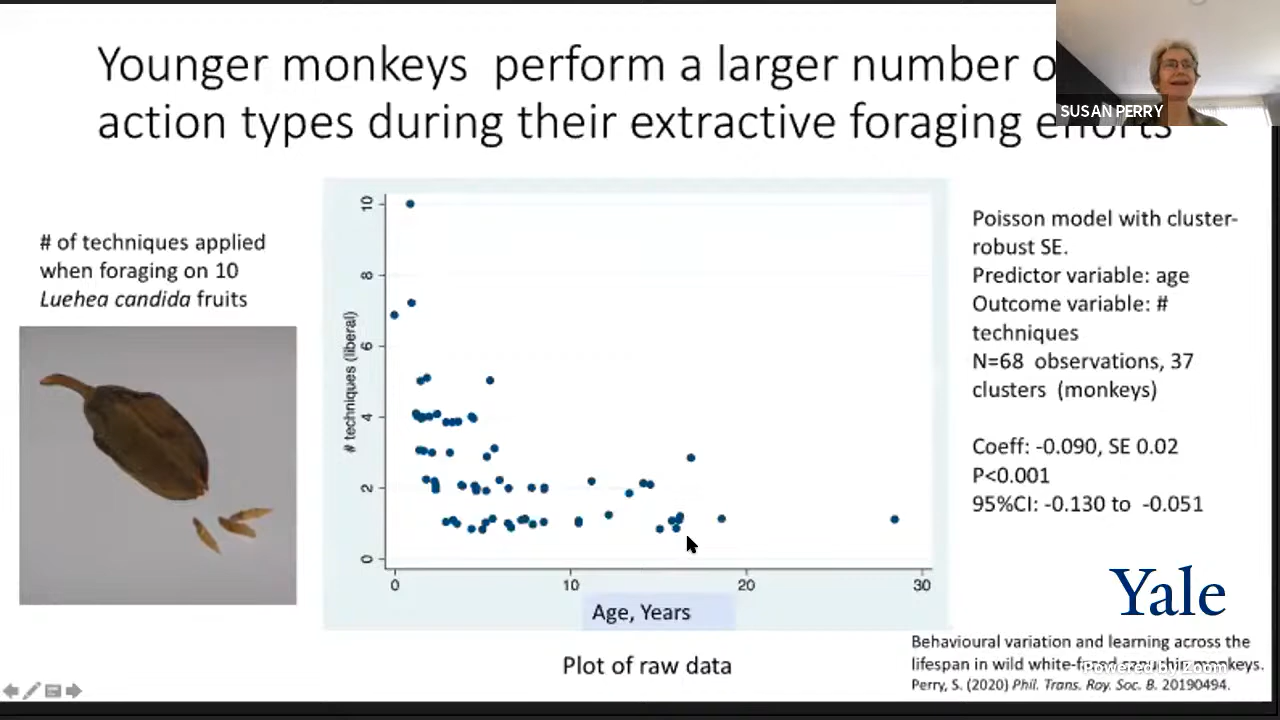 Younger monkeys perform a larger number o
action types during their extractive foraging efforts
SUSAN PERRY
# of techniques applied
when foraging on 10
Luehea candida fruits
# techniques (liberal)
10
8
6
4
2
0
0
10
20
30
Age, Years
Plot of raw data
Poisson model with cluster-
robust SE.
Predictor variable: age
Outcome variable: #
techniques
N=68 observations, 37
clusters (monkeys)
Coeff: -0.090, SE 0.02
P<0.001
95%CI: -0.130 to -0.051
Yale
Behavioural variation and learning across the
lifespan in wild white-faced capuchin monkeys.
Powered by Zoom
Perry, S. (2020) Phil. Trans. Roy. Soc. B. 20190494.